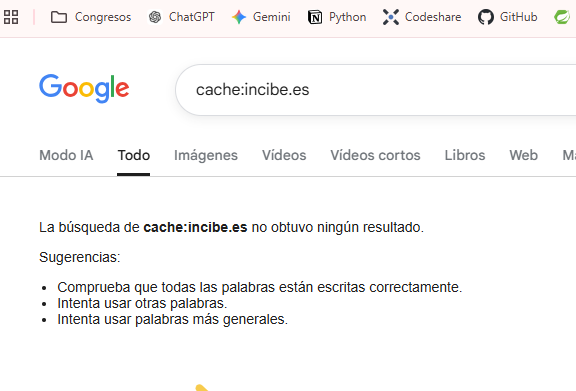 Congresos ChatGPT Gemini Python Codeshare GitHub
Google cache:incibe.es
Modo IA Todo Imágenes Vídeos Vídeos cortos Libros Web
La búsqueda de cache:incibe.es no obtuvo ningún resultado.
Sugerencias:
Comprueba que todas las palabras están escritas correctamente.
Intenta usar otras palabras.
Intenta usar palabras más generales.